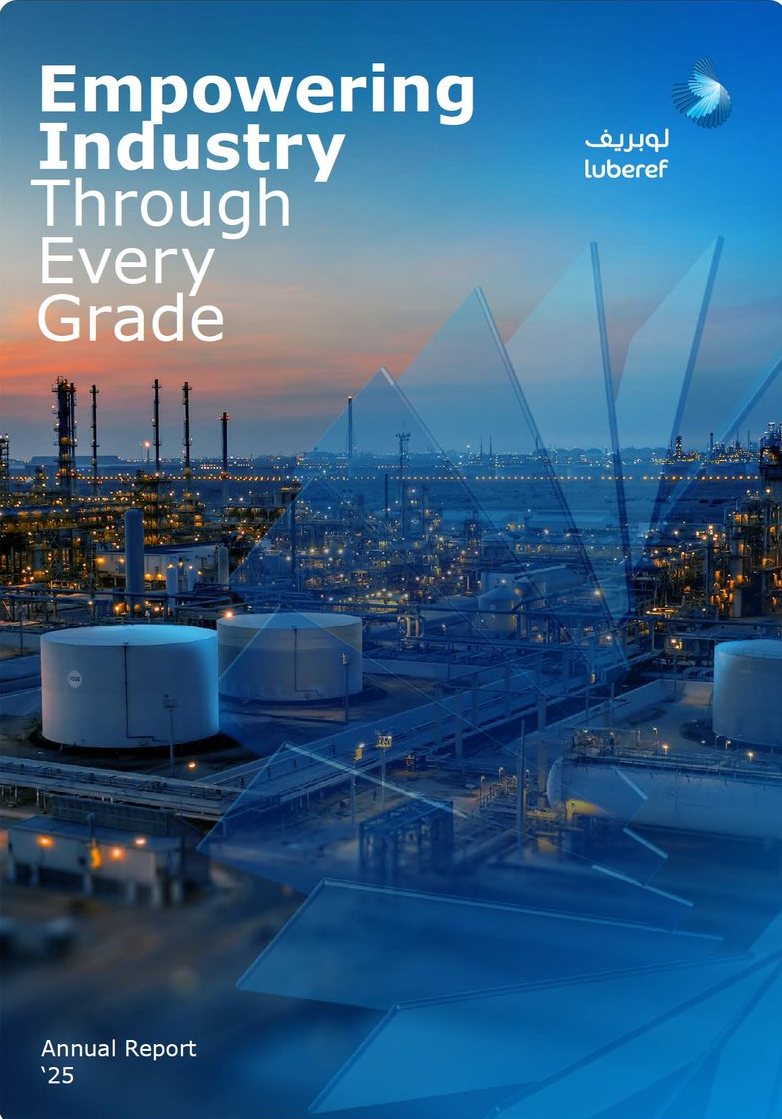 Empowering
Industry
Through
Every
Grade
لوبريف
luberef
Annual Report
‘25